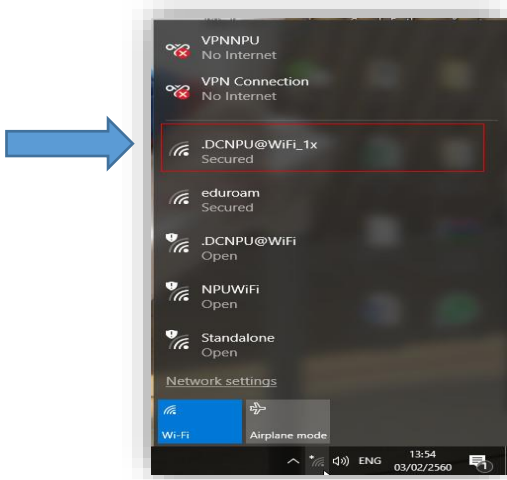 VPNNPU
No Internet
VPN Connection
No Internet
.DCNPU@WiFi_1x
Secured
eduroam
Secured
.DCNPU@WiFi
Open
NPUWiFi
Open
Standalone
Open
Network settings
Wi-Fi
Airplane mode
ENG
13:54
03/02/2560
1